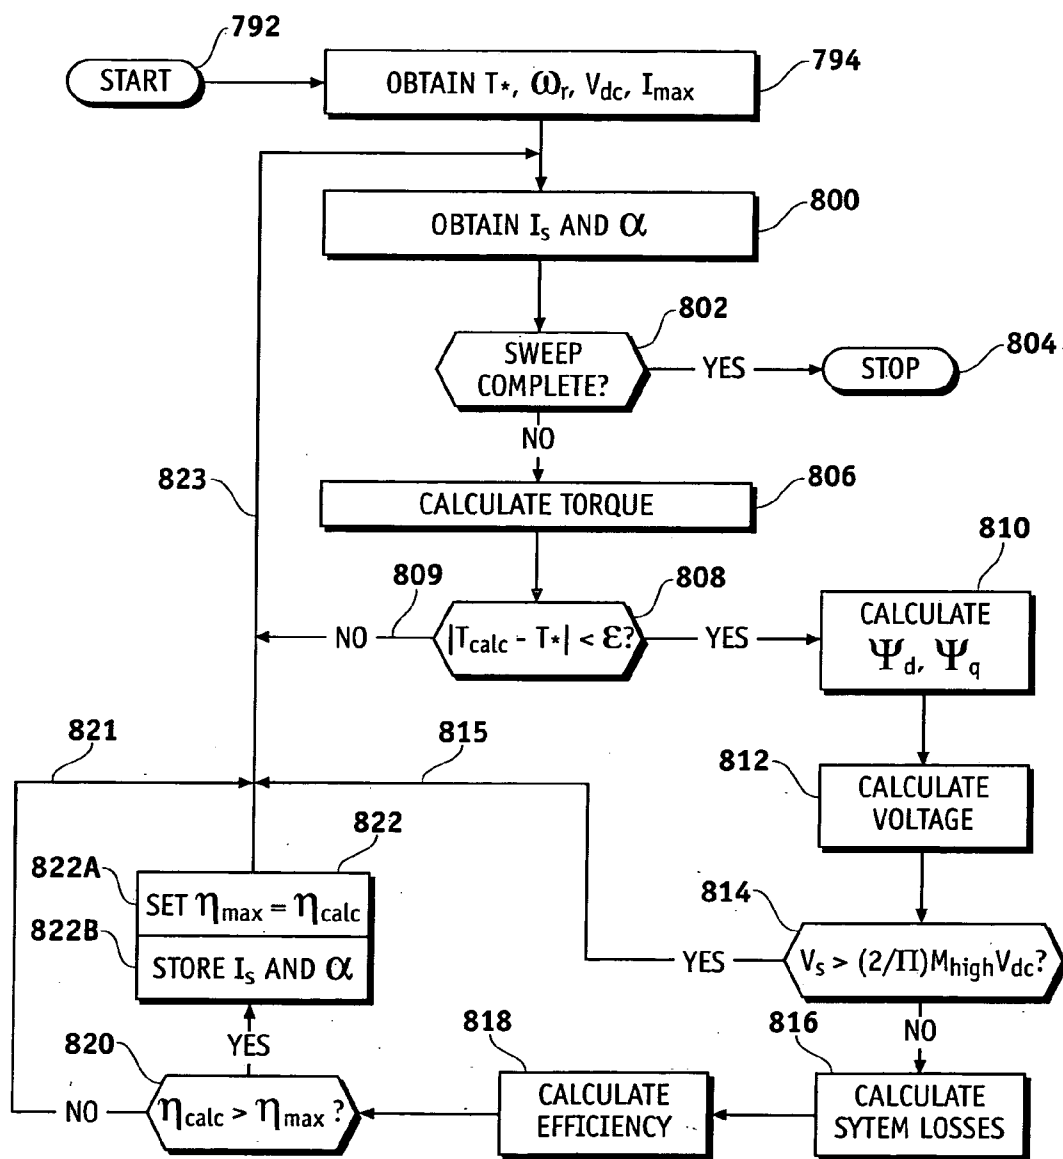 792
START
OBTAIN T*, ωr, Vdc, Imax
794
OBTAIN Is AND α
800
802
SWEEP
COMPLETE?
YES
STOP
804
NO
823
CALCULATE TORQUE
806
809
NO
|Tcalc - T*| < ε?
808
YES
810
CALCULATE
Ψd, Ψq
821
815
812
CALCULATE
VOLTAGE
822
822A
SET ηmax = ηcalc
822B
STORE Is AND α
814
Vs > (2/Π)MhighVdc?
YES
NO
820
YES
NO
ηcalc > ηmax ?
818
CALCULATE
EFFICIENCY
816
CALCULATE
SYTEM LOSSES